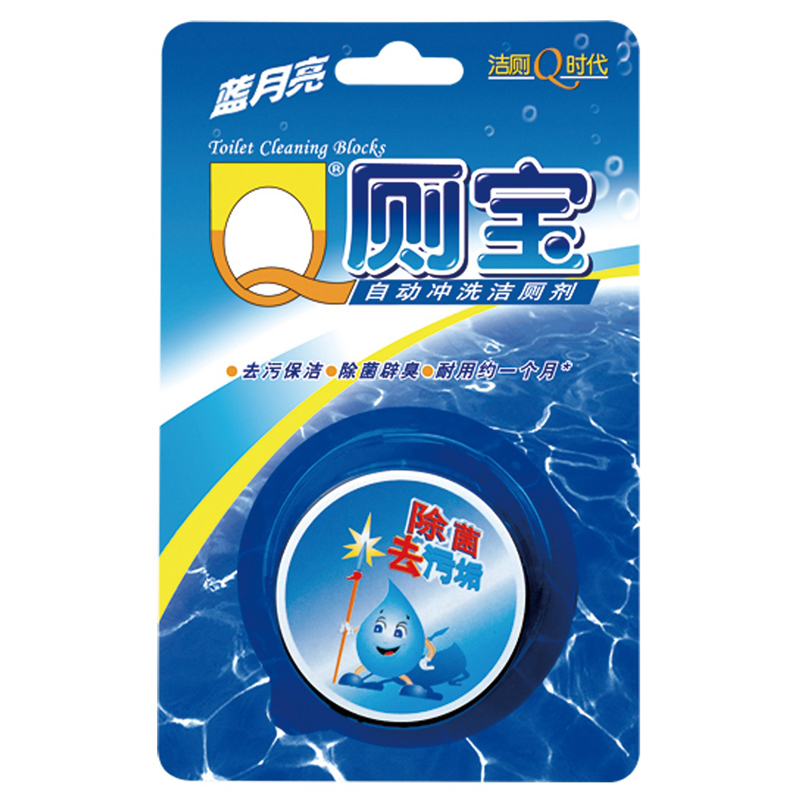 蓝月亮
洁厕Q时代
Toilet Cleaning Blocks
Q®厕宝
自动冲洗洁厕剂
●去污保洁●除菌辟臭●耐用约一个月*
除菌
去污垢